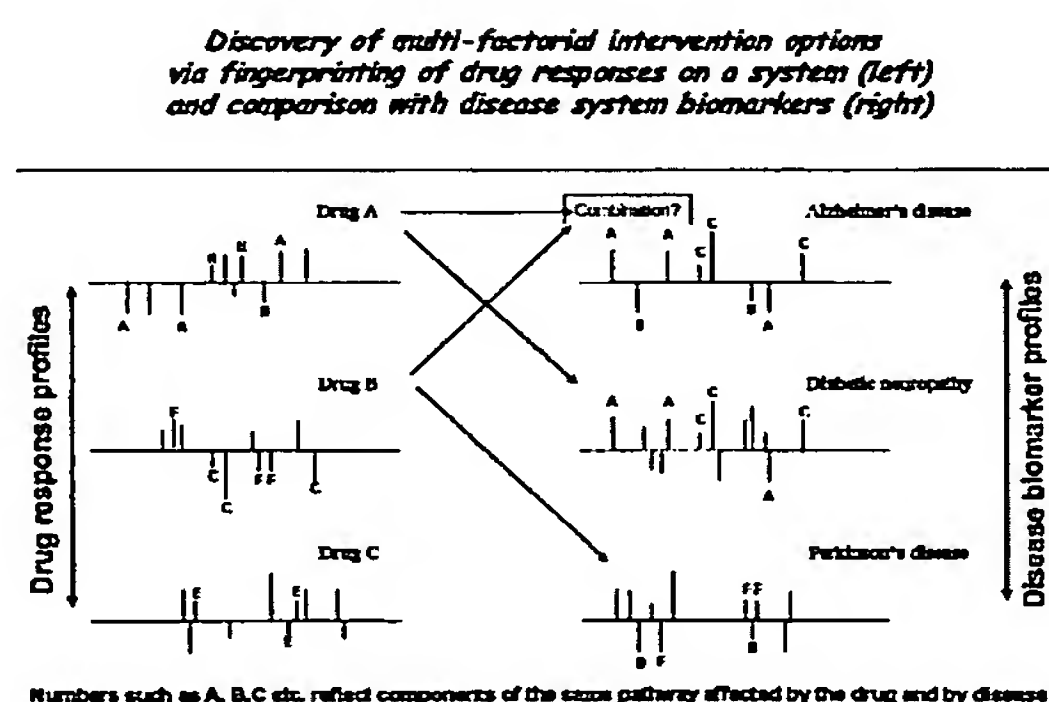 Discovery of multi-factorial intervention options
via fingerprinting of drug responses on a system (left)
and comparison with disease system biomarkers (right)
Drug A
Combination?
Alzheimer's disease
A
A
A
C
C
C
A
A
B
B
A
Drug response profiles
Disease biomarker profiles
Drug B
Diabetic neuropathy
F
A
A
C
C
C
C
C
F F
C
A
Drug C
Parkinson's disease
E
E
F F
F
B
Numbers such as A, B,C etc. reflect components of the same pathway affected by the drug and by disease